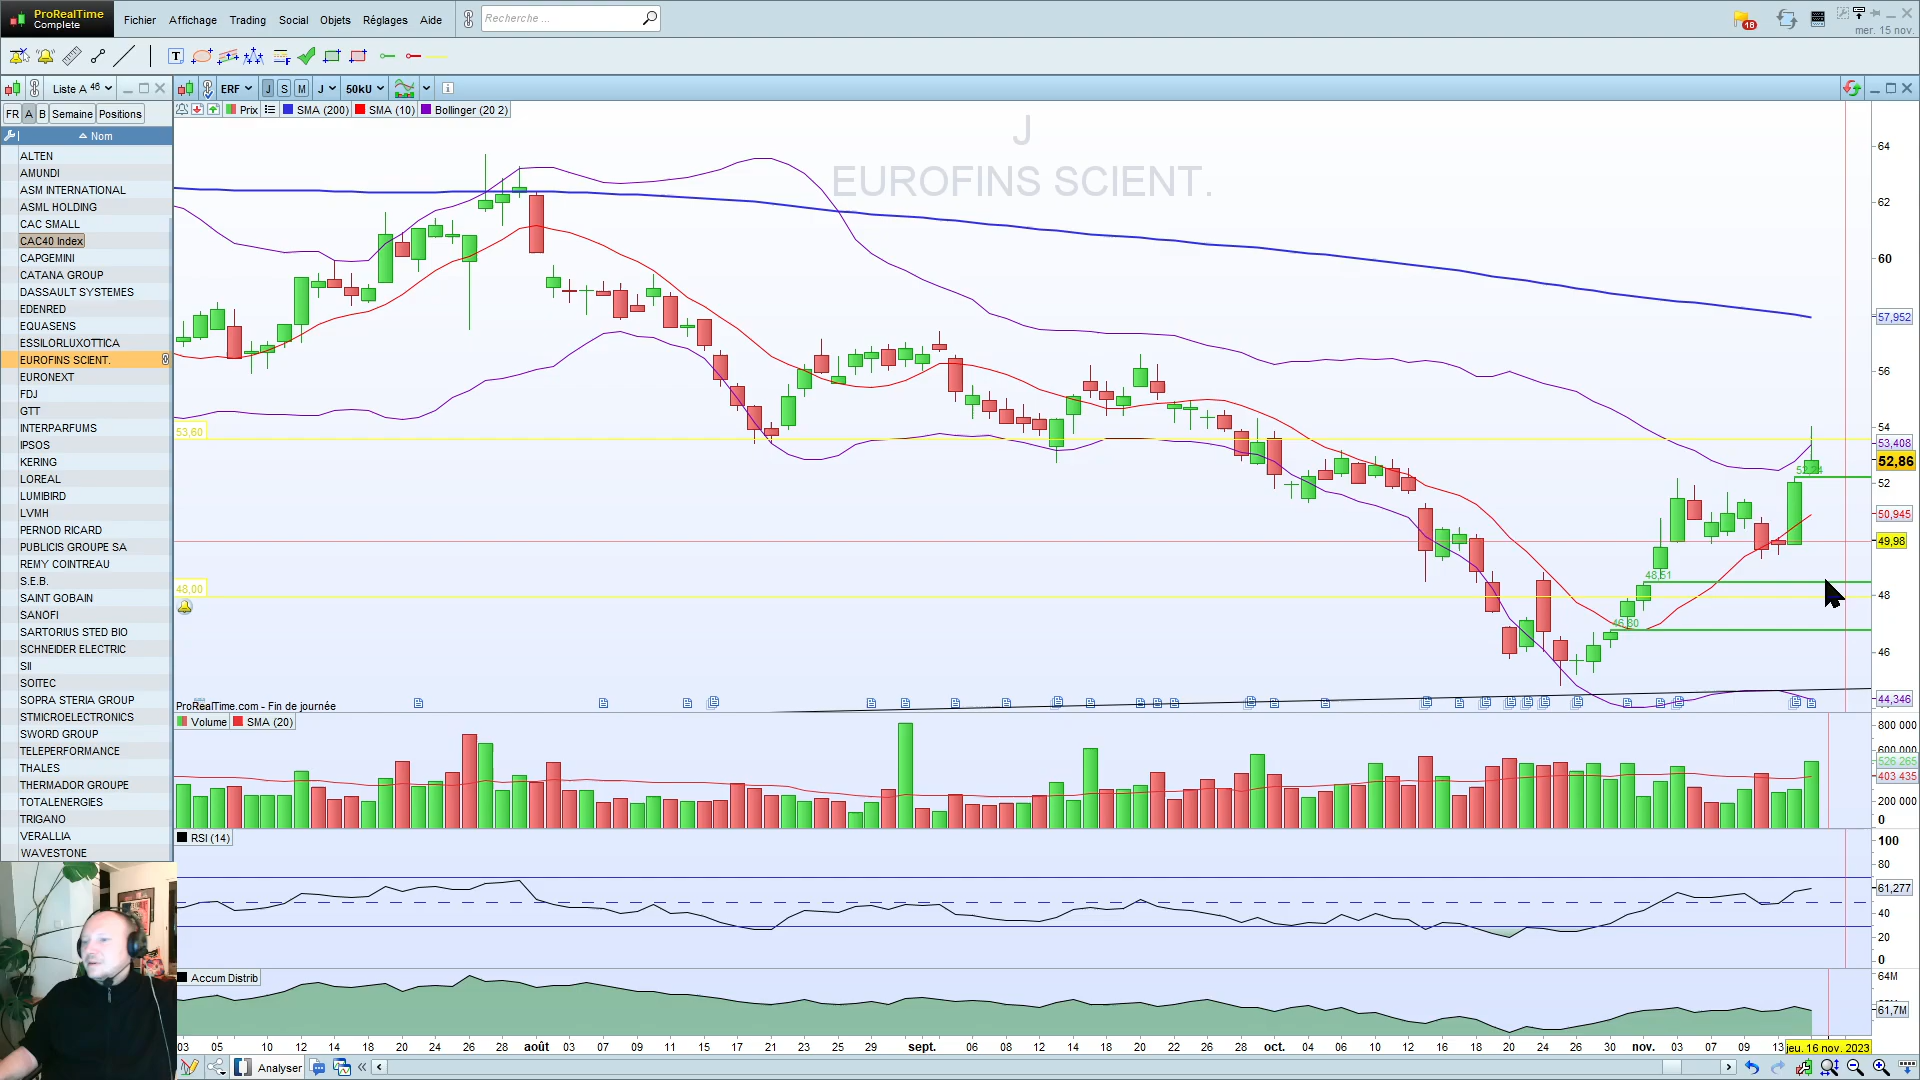 ProRealTime
Complete
Fichier Affichage Trading Social Objets Réglages Aide
Recherche ...
18
mer. 15 nov.
T
F
Liste A 46
ERF J S M J 50kU i
FR A B Semaine Positions
Prix SMA (200) SMA (10) Bollinger (20 2)
Nom
ALTEN
AMUNDI
ASM INTERNATIONAL
ASML HOLDING
CAC SMALL
CAC40 Index
CAPGEMINI
CATANA GROUP
DASSAULT SYSTEMES
EDENRED
EQUASENS
ESSILORLUXOTTICA
EUROFINS SCIENT.
EURONEXT
FDJ
GTT
INTERPARFUMS
IPSOS
KERING
LOREAL
LUMIBIRD
LVMH
PERNOD RICARD
PUBLICIS GROUPE SA
REMY COINTREAU
S.E.B.
SAINT GOBAIN
SANOFI
SARTORIUS STED BIO
SCHNEIDER ELECTRIC
SII
SOITEC
SOPRA STERIA GROUP
STMICROELECTRONICS
SWORD GROUP
TELEPERFORMANCE
THALES
THERMADOR GROUPE
TOTALENERGIES
TRIGANO
VERALLIA
WAVESTONE
J
EUROFINS SCIENT.
64
62
60
57,952
56
54
53,408
52,86
52
50,945
49,98
48
46
44,346
53,60
48,00
52,24
48,51
46,80
ProRealTime.com - Fin de journée
Volume SMA (20)
800 000
600 000
526 265
403 435
200 000
0
RSI (14)
100
80
61,277
40
20
0
Accum Distrib
64M
61,7M
03 05 10 12 14 18 20 24 26 28 août 03 07 09 11 15 17 21 23 25 29 sept. 06 08 12 14 18 20 22 26 28 oct. 04 06 10 12 16 18 20 24 26 30 nov. 03 07 09 13 jeu. 16 nov. 2023
Analyser